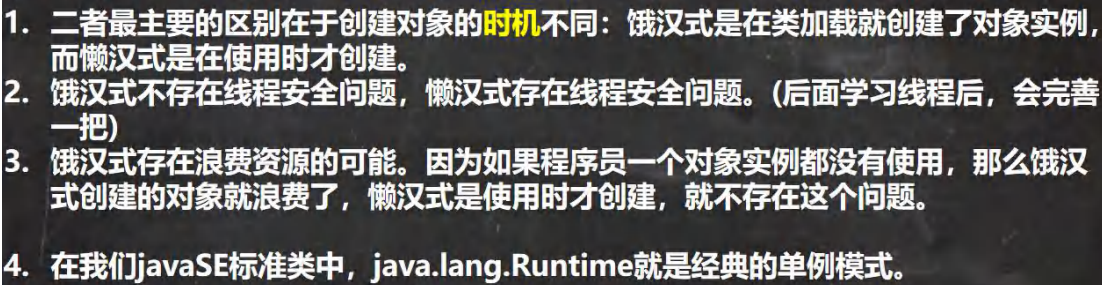 1. 二者最主要的区别在于创建对象的时机不同：饿汉式是在类加载就创建了对象实例，
而懒汉式是在使用时才创建。
2. 饿汉式不存在线程安全问题，懒汉式存在线程安全问题。(后面学习线程后，会完善
一把)
3. 饿汉式存在浪费资源的可能。因为如果程序员一个对象实例都没有使用，那么饿汉
式创建的对象就浪费了，懒汉式是使用时才创建，就不存在这个问题。
4. 在我们javaSE标准类中，java.lang.Runtime就是经典的单例模式。